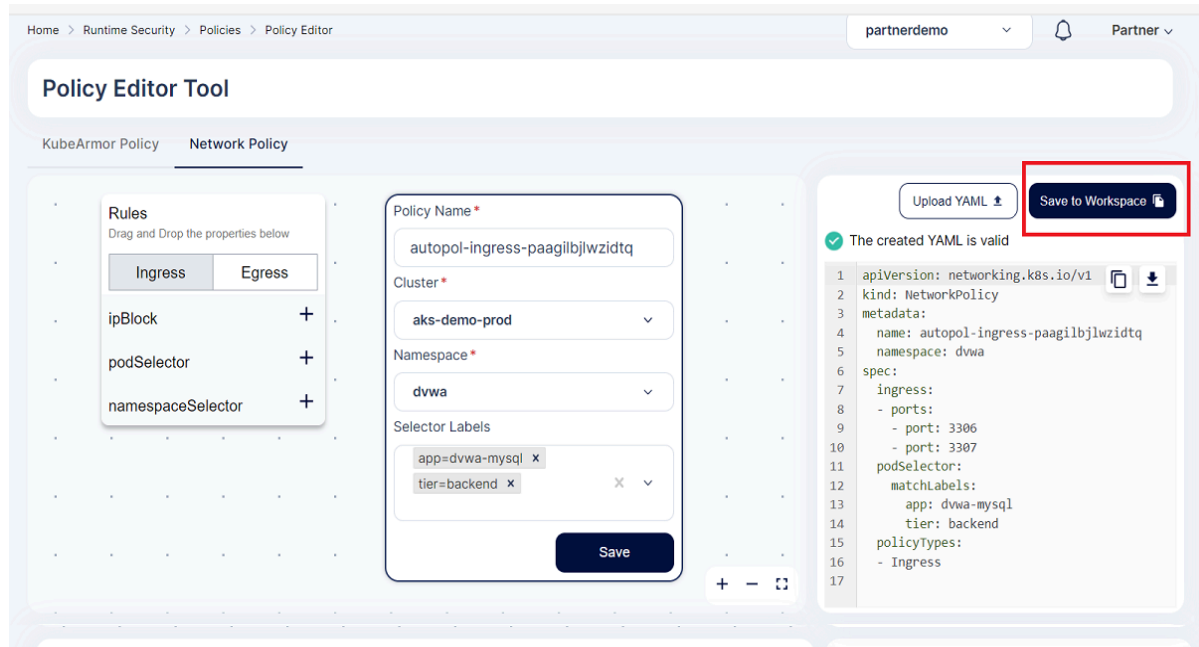 Home > Runtime Security > Policies > Policy Editor
partnerdemo
Partner
Policy Editor Tool
KubeArmor Policy
Network Policy
Rules
Drag and Drop the properties below
Ingress
Egress
ipBlock
podSelector
namespaceSelector
Policy Name*
autopol-ingress-paagilbjlwzidtq
Cluster*
aks-demo-prod
Namespace*
dvwa
Selector Labels
app=dvwa-mysql x
tier=backend x
Save
Upload YAML
Save to Workspace
The created YAML is valid
1 apiVersion: networking.k8s.io/v1
2 kind: NetworkPolicy
3 metadata:
4   name: autopol-ingress-paagilbjlwzidtq
5   namespace: dvwa
6 spec:
7   ingress:
8   - ports:
9     - port: 3306
10     - port: 3307
11   podSelector:
12     matchLabels:
13       app: dvwa-mysql
14       tier: backend
15   policyTypes:
16   - Ingress
17